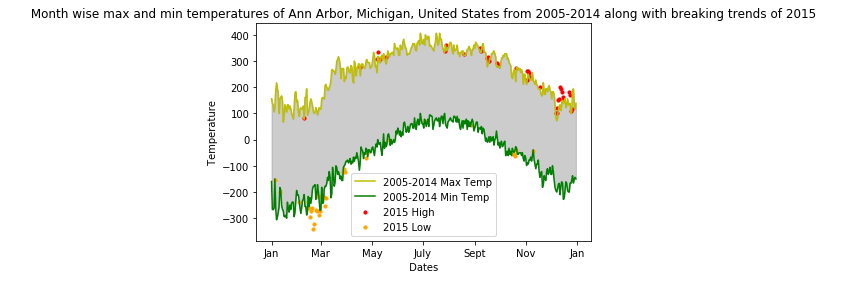 Month wise max and min temperatures of Ann Arbor, Michigan, United States from 2005-2014 along with breaking trends of 2015
400
300
200
100
0
−100
−200
−300
Temperature
2005-2014 Max Temp
2005-2014 Min Temp
2015 High
2015 Low
Jan Mar May July Sept Nov Jan
Dates